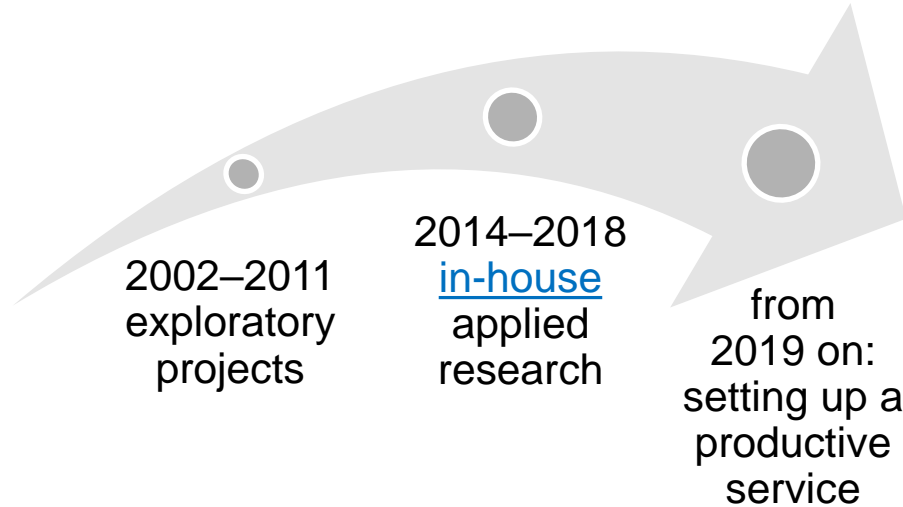 2002–2011
exploratory
projects
2014–2018
in-house
applied
research
from
2019 on:
setting up a
productive
service